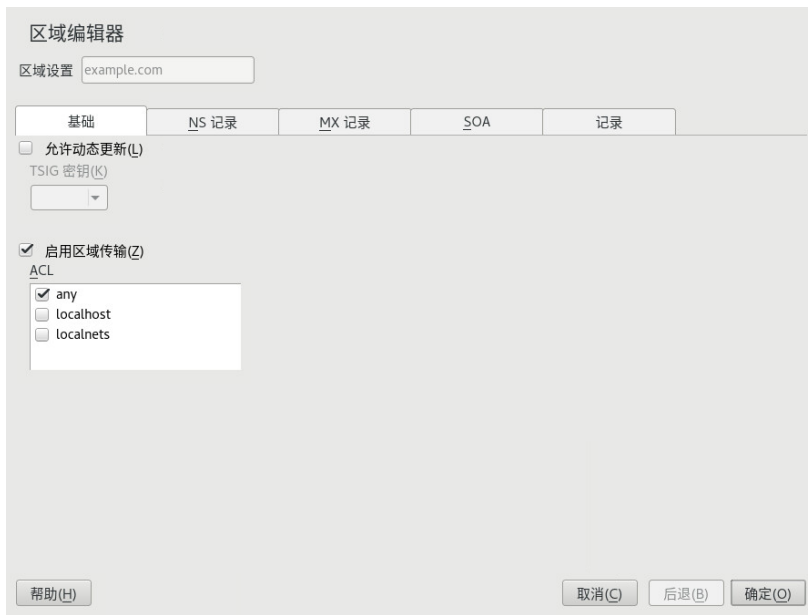 区域编辑器
区域设置 example.com
基础 NS 记录 MX 记录 SOA 记录
允许动态更新(L)
TSIG 密钥(K)
启用区域传输(Z)
ACL
any
localhost
localnets
帮助(H) 取消(C) 后退(B) 确定(O)